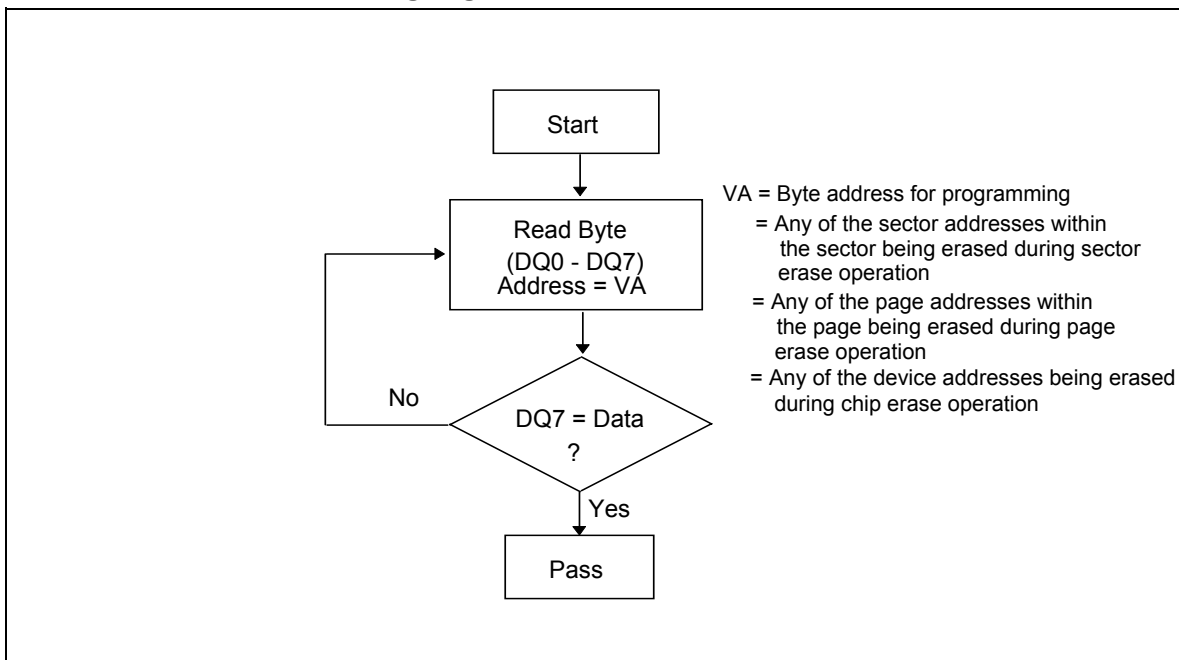 Start
Read Byte
(DQ0 - DQ7)
Address = VA
VA = Byte address for programming
= Any of the sector addresses within
the sector being erased during sector
erase operation
= Any of the page addresses within
the page being erased during page
erase operation
= Any of the device addresses being erased
during chip erase operation
No
DQ7 = Data
?
Yes
Pass